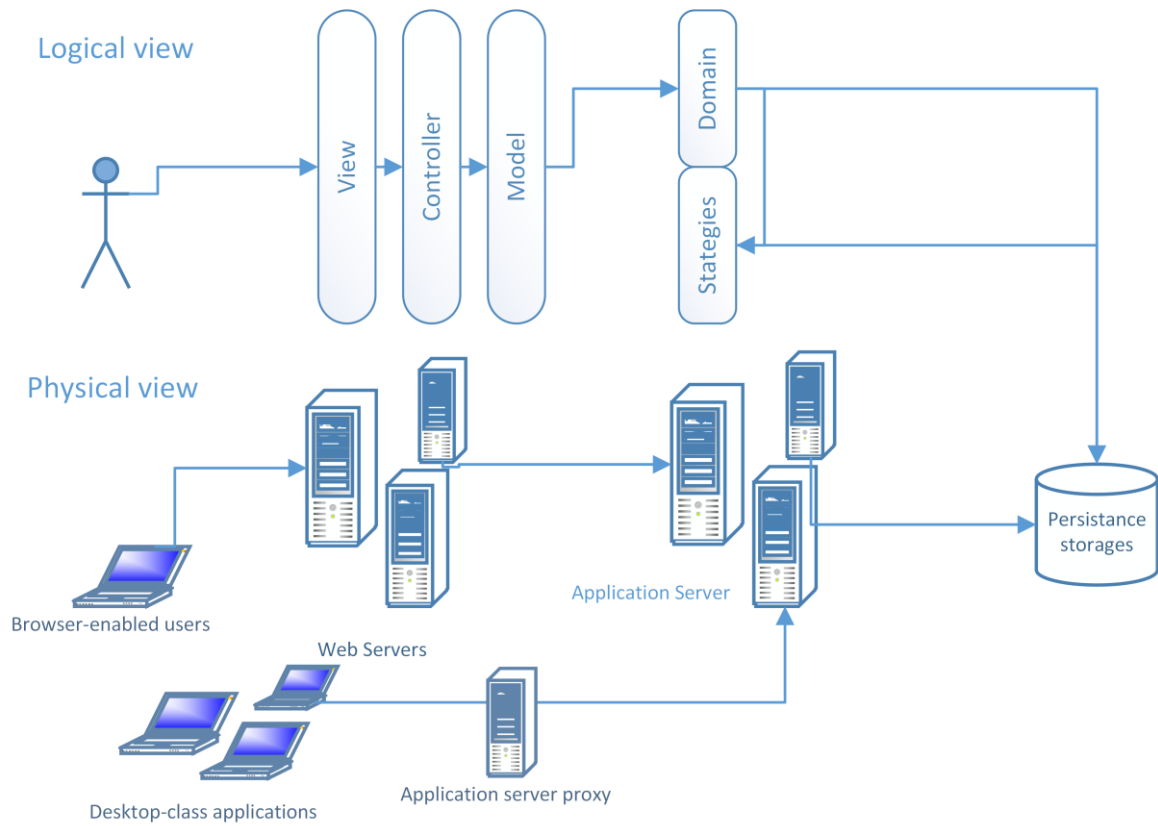 Logical view
View
Controller
Model
Domain
Stategies
Physical view
Persistance
storages
Application Server
Browser-enabled users
Web Servers
Application server proxy
Desktop-class applications